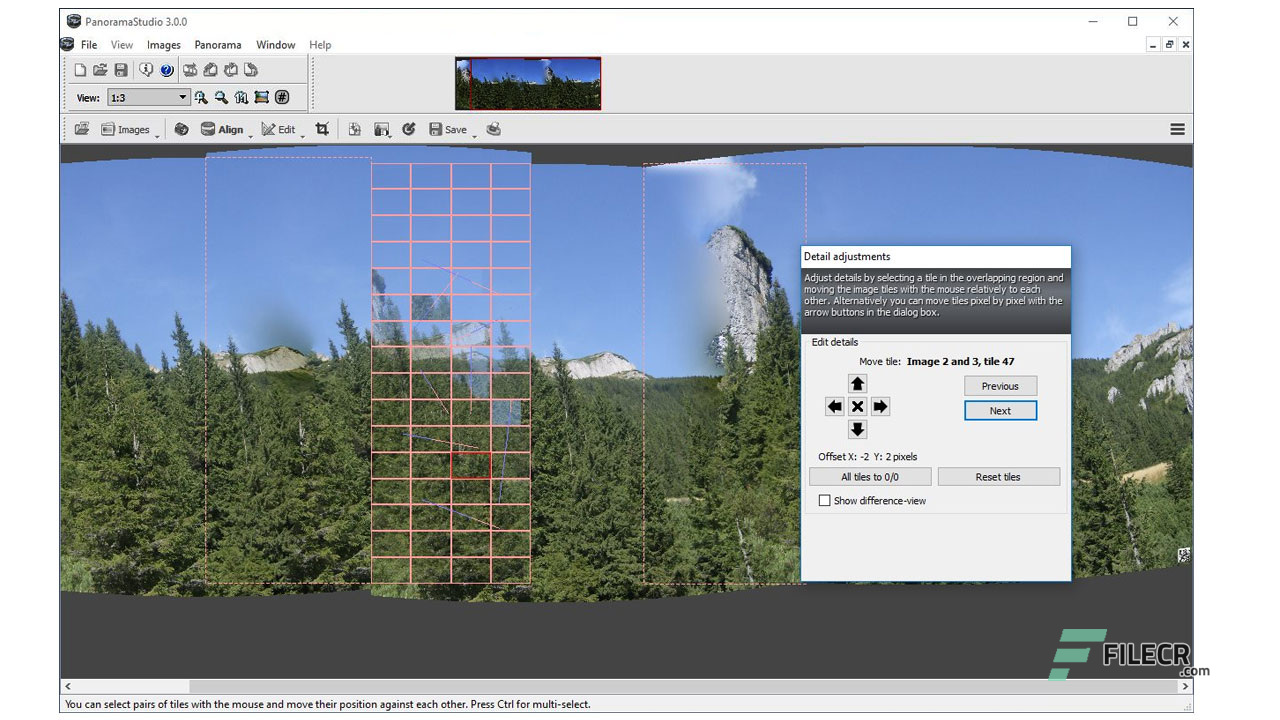 PanoramaStudio 3.0.0
File View Images Panorama Window Help
View: 1:3
Images Align Edit Save
Detail adjustments
Adjust details by selecting a tile in the overlapping region and
moving the image tiles with the mouse relatively to each
other. Alternatively you can move tiles pixel by pixel with the
arrow buttons in the dialog box.
Edit details
Move tile: Image 2 and 3, tile 47
Previous
Next
Offset X: -2 Y: 2 pixels
All tiles to 0/0 Reset tiles
Show difference-view
FILECR
.com
You can select pairs of tiles with the mouse and move their position against each other. Press Ctrl for multi-select.